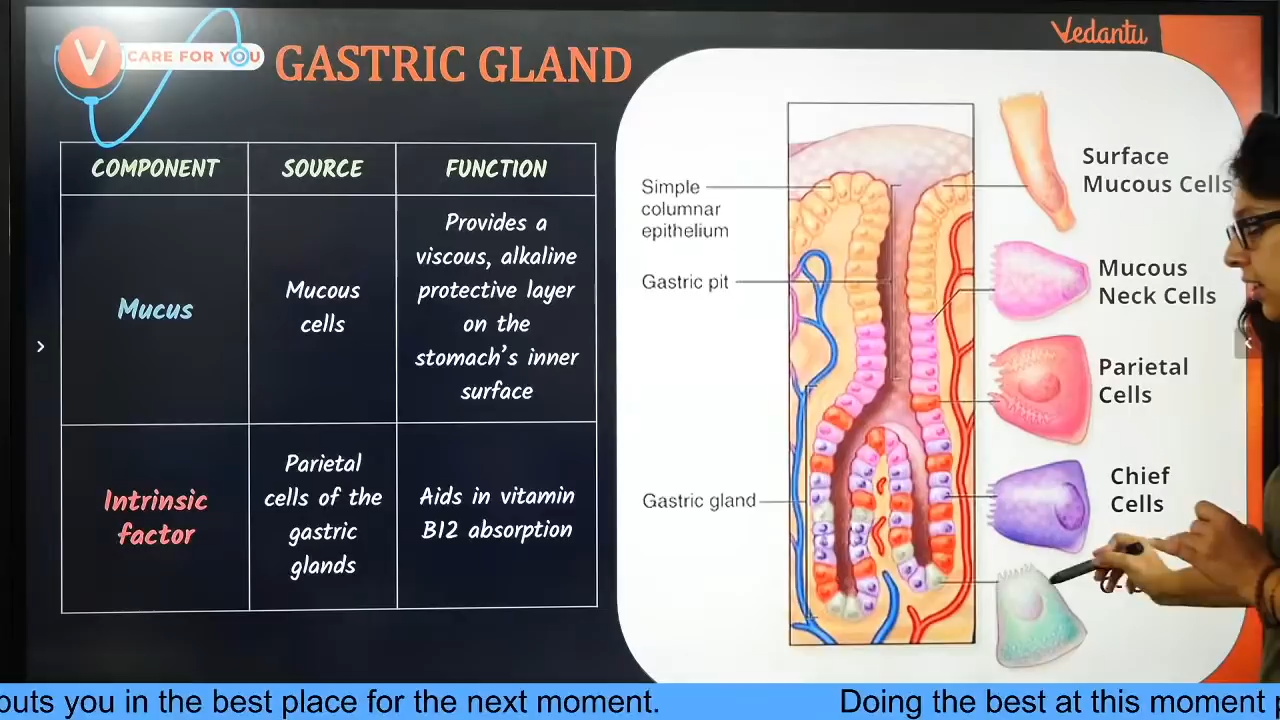 V
CARE FOR YOU
GASTRIC GLAND
Vedantu
COMPONENT
SOURCE
FUNCTION
Mucus
Mucous
cells
Provides a
viscous, alkaline
protective layer
on the
stomach's inner
surface
Intrinsic
factor
Parietal
cells of the
gastric
glands
Aids in vitamin
B12 absorption
Simple
columnar
epithelium
Gastric pit
Gastric gland
Surface
Mucous Cells
Mucous
Neck Cells
Parietal
Cells
Chief
Cells
puts you in the best place for the next moment.
Doing the best at this moment